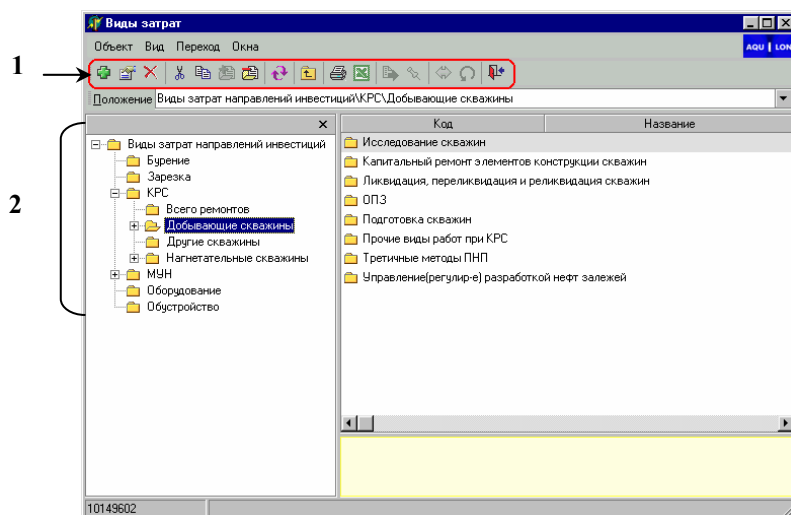 Виды затрат
Объект Вид Переход Окна
AQU LON
1
Положение Виды затрат направлений инвестиций\КРС\Добывающие скважины
Код Название
2
Виды затрат направлений инвестиций
Бурение
Зарезка
КРС
Всего ремонтов
Добывающие скважины
Другие скважины
Нагнетательные скважины
МУН
Оборудование
Обустройство
Исследование скважин
Капитальный ремонт элементов конструкции скважин
Ликвидация, переликвидация и реликвидация скважин
ОПЗ
Подготовка скважин
Прочие виды работ при КРС
Третичные методы ПНП
Управление(регулир-е) разработкой нефт залежей
10149602